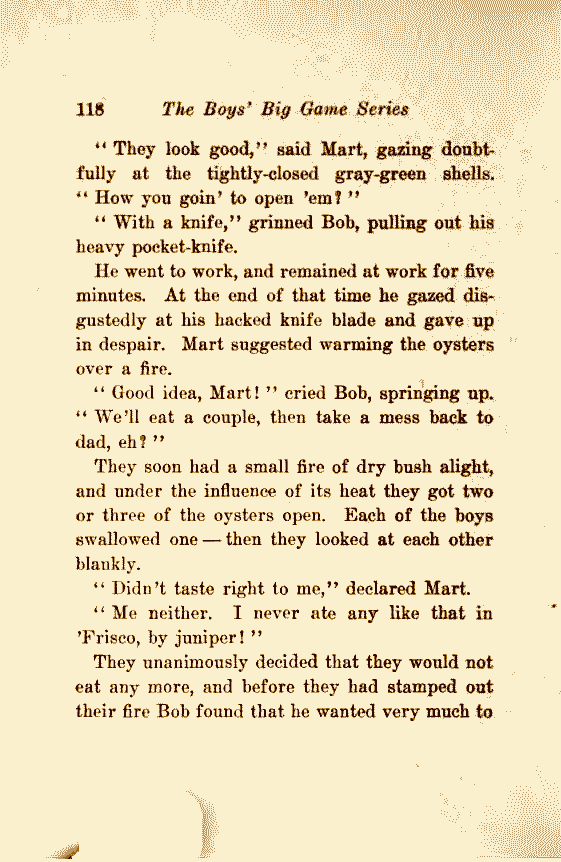 118 The Boys' Big Game Series
" They look good," said Mart, gazing doubt-
fully at the tightly-closed gray-green shells.
" How you goin' to open 'em? "
" With a knife," grinned Bob, pulling out his
heavy pocket-knife.
He went to work, and remained at work for five
minutes. At the end of that time he gazed dis-
gustedly at his hacked knife blade and gave up
in despair. Mart suggested warming the oysters
over a fire.
" Good idea, Mart! " cried Bob, springing up.
" We'll eat a couple, then take a mess back to
dad, eh? "
They soon had a small fire of dry bush alight,
and under the influence of its heat they got two
or three of the oysters open. Each of the boys
swallowed one — then they looked at each other
blankly.
" Didn't taste right to me," declared Mart.
" Me neither. I never ate any like that in
'Frisco, by juniper! "
They unanimously decided that they would not
eat any more, and before they had stamped out
their fire Bob found that he wanted very much to